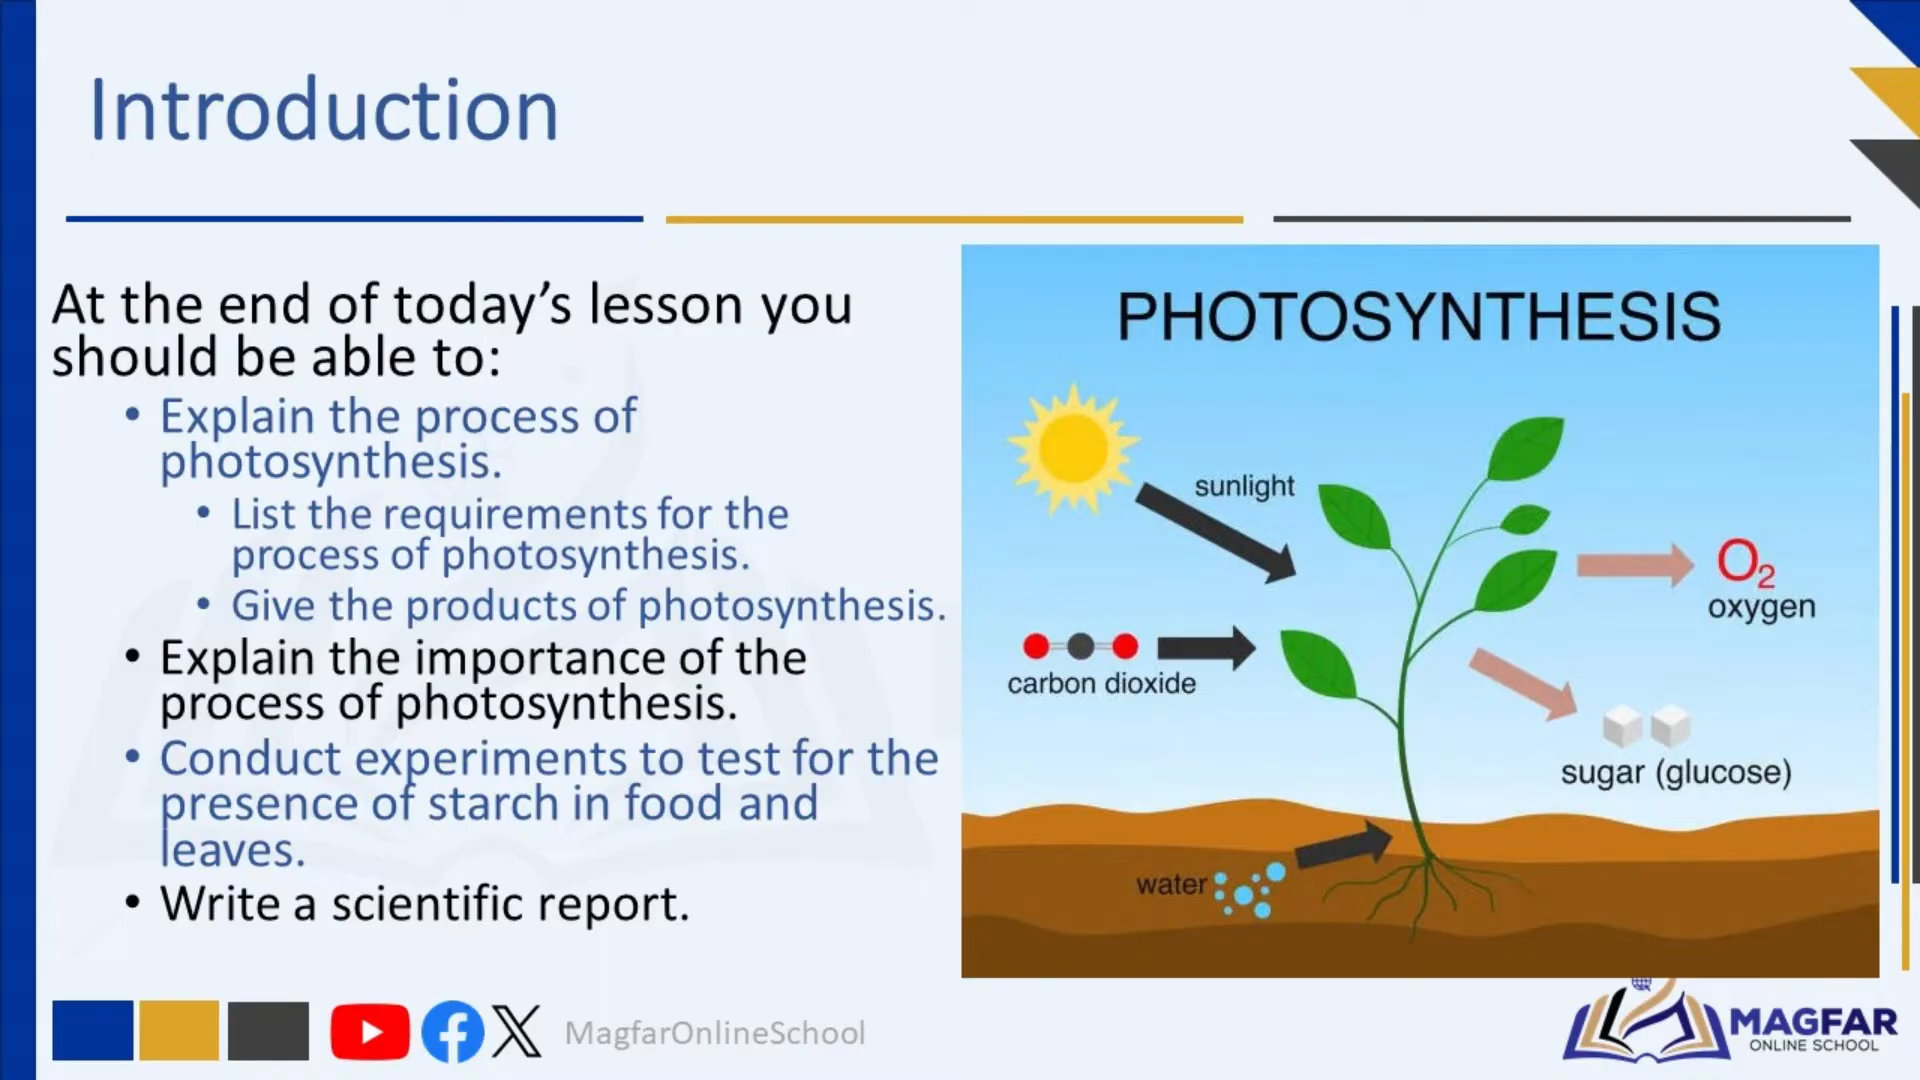 Introduction
At the end of today’s lesson you
should be able to:
• Explain the process of
photosynthesis.
• List the requirements for the
process of photosynthesis.
• Give the products of photosynthesis.
• Explain the importance of the
process of photosynthesis.
• Conduct experiments to test for the
presence of starch in food and
leaves.
• Write a scientific report.
PHOTOSYNTHESIS
sunlight
O2
oxygen
carbon dioxide
sugar (glucose)
water
MagfarOnlineSchool
MAGFAR
ONLINE SCHOOL